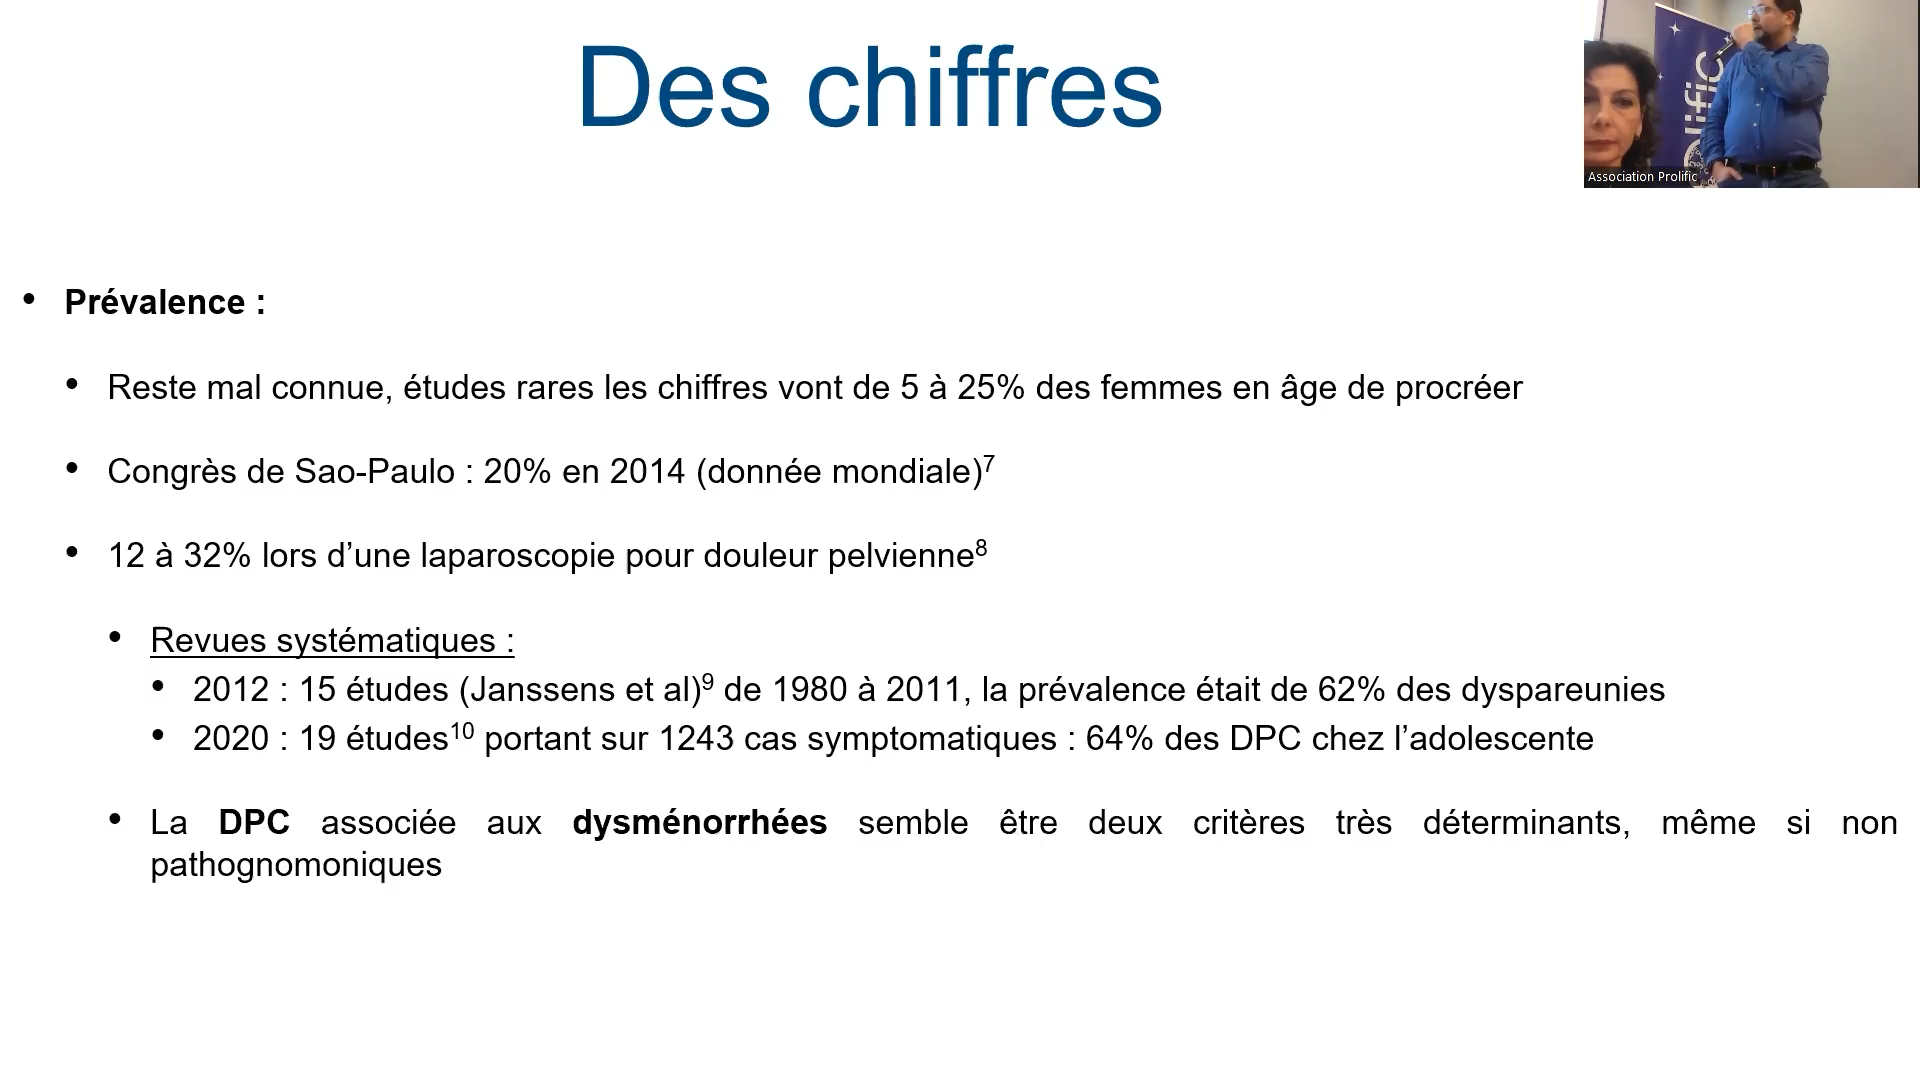 Des chiffres
lific
Association Prolific
• Prévalence :
• Reste mal connue, études rares les chiffres vont de 5 à 25% des femmes en âge de procréer
• Congrès de Sao-Paulo : 20% en 2014 (donnée mondiale)⁷
• 12 à 32% lors d’une laparoscopie pour douleur pelvienne⁸
• Revues systématiques :
• 2012 : 15 études (Janssens et al)⁹ de 1980 à 2011, la prévalence était de 62% des dyspareunies
• 2020 : 19 études¹⁰ portant sur 1243 cas symptomatiques : 64% des DPC chez l’adolescente
• La DPC associée aux dysménorrhées semble être deux critères très déterminants, même si non
pathognomoniques